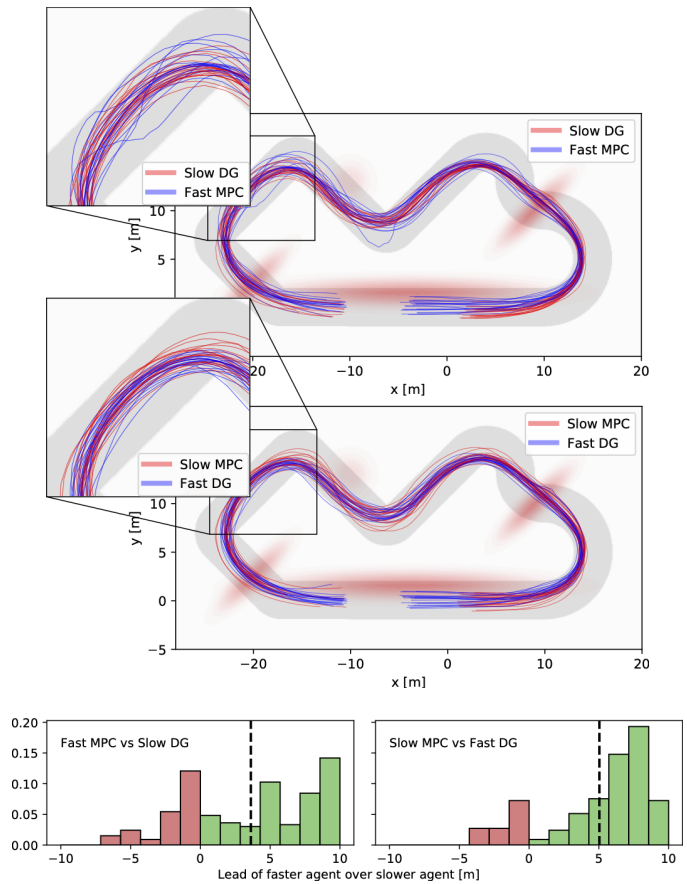 Slow DG
Fast MPC
Slow DG
Fast MPC
10
5
y [m]
−20
−10
0
10
20
x [m]
Slow MPC
Fast DG
Slow MPC
Fast DG
10
5
0
−5
y [m]
−20
−10
0
10
20
x [m]
0.20
0.15
0.10
0.05
0.00
Fast MPC vs Slow DG
Slow MPC vs Fast DG
−10
−5
0
5
10
−10
−5
0
5
10
Lead of faster agent over slower agent [m]